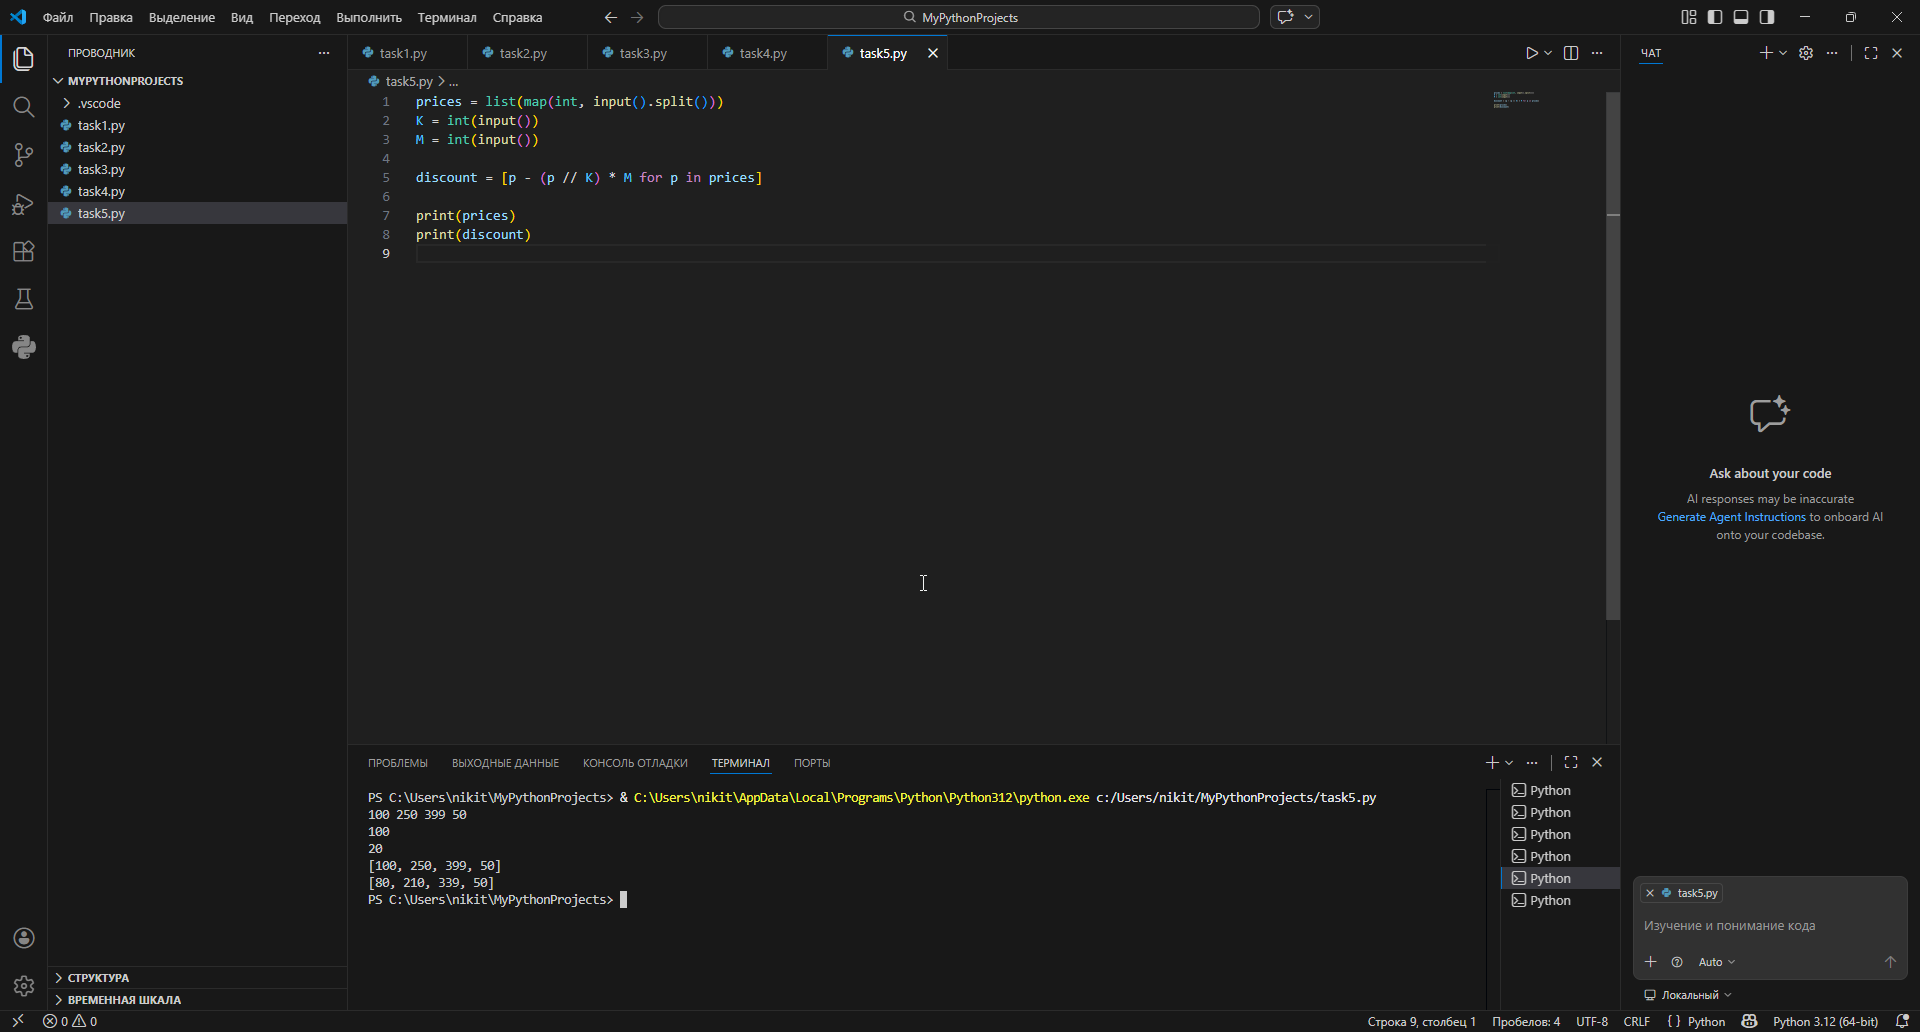 Файл Правка Выделение Вид Переход Выполнить Терминал Справка
MyPythonProjects
ПРОВОДНИК
MYPYTHONPROJECTS
.vscode
task1.py
task2.py
task3.py
task4.py
task5.py
СТРУКТУРА
ВРЕМЕННАЯ ШКАЛА
task1.py task2.py task3.py task4.py task5.py
task5.py > ...
1 prices = list(map(int, input().split()))
2 K = int(input())
3 M = int(input())
4
5 discount = [p - (p // K) * M for p in prices]
6
7 print(prices)
8 print(discount)
9
ПРОБЛЕМЫ ВЫХОДНЫЕ ДАННЫЕ КОНСОЛЬ ОТЛАДКИ ТЕРМИНАЛ ПОРТЫ
PS C:\Users\nikit\MyPythonProjects> & C:\Users\nikit\AppData\Local\Programs\Python\Python312\python.exe c:/Users/nikit/MyPythonProjects/task5.py
100 250 399 50
100
20
[100, 250, 399, 50]
[80, 210, 339, 50]
PS C:\Users\nikit\MyPythonProjects>
Python
Python
Python
Python
Python
Python
ЧАТ
Ask about your code
AI responses may be inaccurate
Generate Agent Instructions to onboard AI
onto your codebase.
task5.py
Изучение и понимание кода
Auto
Локальный
0 0
Строка 9, столбец 1 Пробелов: 4 UTF-8 CRLF { } Python Python 3.12 (64-bit)